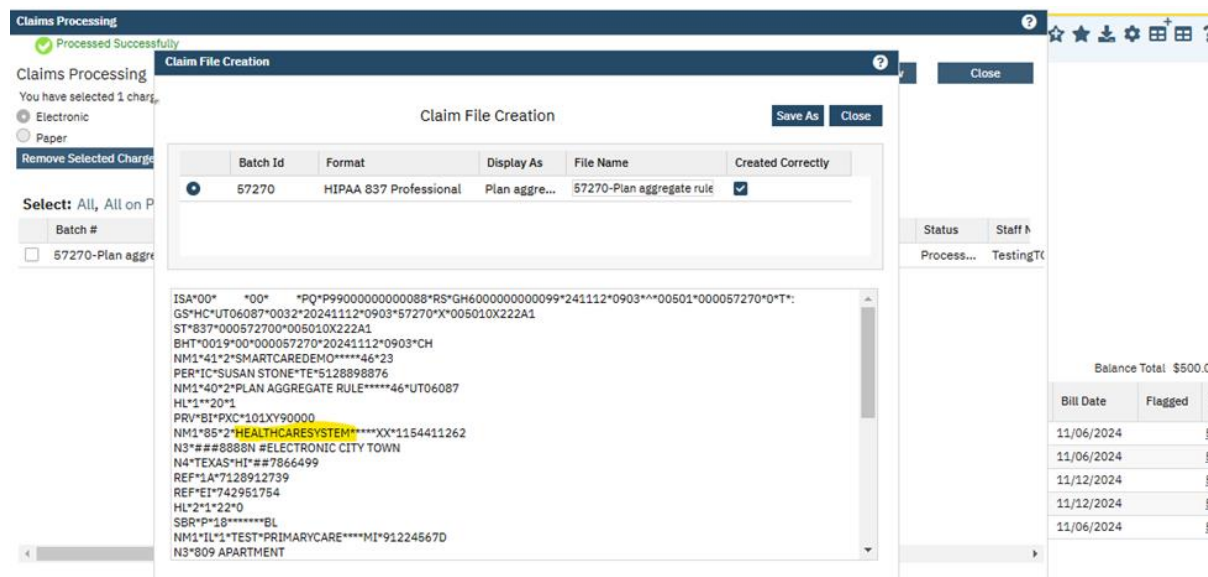 Claims Processing
Processed Successfully
Claims Processing
Close
You have selected 1 charg
Electronic
Paper
Remove Selected Charge
Select: All, All on P
Batch #
Status
Staff N
57270-Plan aggre
Process...
TestingTO
Claim File Creation
Claim File Creation
Save As
Close
Batch Id
Format
Display As
File Name
Created Correctly
57270
HIPAA 837 Professional
Plan aggre...
57270-Plan aggregate rule
ISA*00* *00* *PQ*P99000000000088*RS*GH6000000000099*241112*0903*^*00501*000057270*0*T*:
GS*HC*UT06087*0032*20241112*0903*57270*X*005010X222A1
ST*837*000572700*005010X222A1
BHT*0019*00*000057270*20241112*0903*CH
NM1*41*2*SMARTCAREDEMO*****46*23
PER*IC*SUSAN STONE*TE*5128898876
NM1*40*2*PLAN AGGREGATE RULE*****46*UT06087
HL*1**20*1
PRV*BI*PXC*101XY90000
NM1*85*2*HEALTHCARESYSTEM*****XX*1154411262
N3*###8888N #ELECTRONIC CITY TOWN
N4*TEXAS*HI*##7866499
REF*1A*7128912739
REF*EI*742951754
HL*2*1*22*0
SBR*P*18*******BL
NM1*IL*1*TEST*PRIMARYCARE****MI*91224567D
N3*809 APARTMENT
Balance Total $500.0
Bill Date
Flagged
11/06/2024
11/06/2024
11/12/2024
11/12/2024
11/06/2024